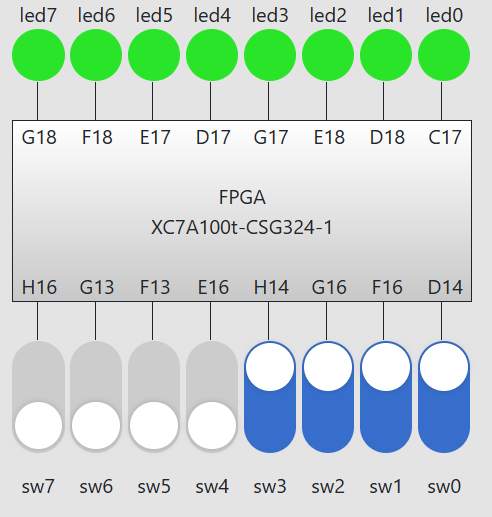 led7 led6 led5 led4 led3 led2 led1 led0
G18 F18 E17 D17 G17 E18 D18 C17
FPGA
XC7A100t-CSG324-1
H16 G13 F13 E16 H14 G16 F16 D14
sw7 sw6 sw5 sw4 sw3 sw2 sw1 sw0